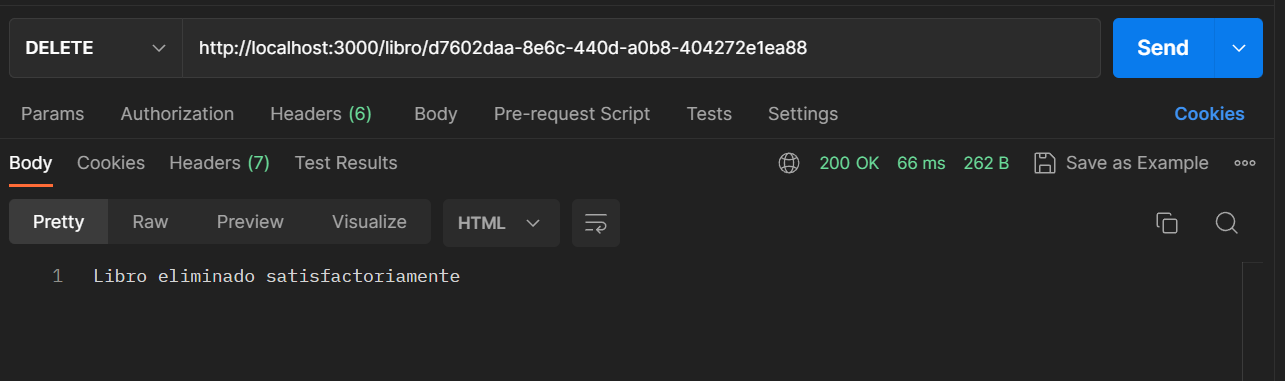 DELETE http://localhost:3000/libro/d7602daa-8e6c-440d-a0b8-404272e1ea88 Send
Params Authorization Headers (6) Body Pre-request Script Tests Settings Cookies
Body Cookies Headers (7) Test Results 200 OK 66 ms 262 B Save as Example
Pretty Raw Preview Visualize HTML
1 Libro eliminado satisfactoriamente